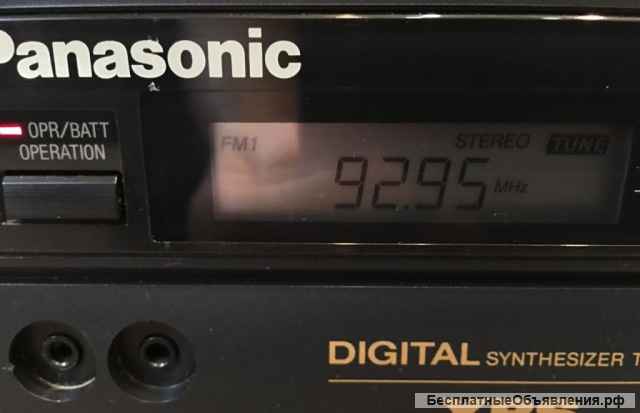 Panasonic
OPR/BATT
OPERATION
FM1 STEREO TUNE
92.95 MHz
DIGITAL SYNTHESIZER T
БесплатныеОбъявления.рф